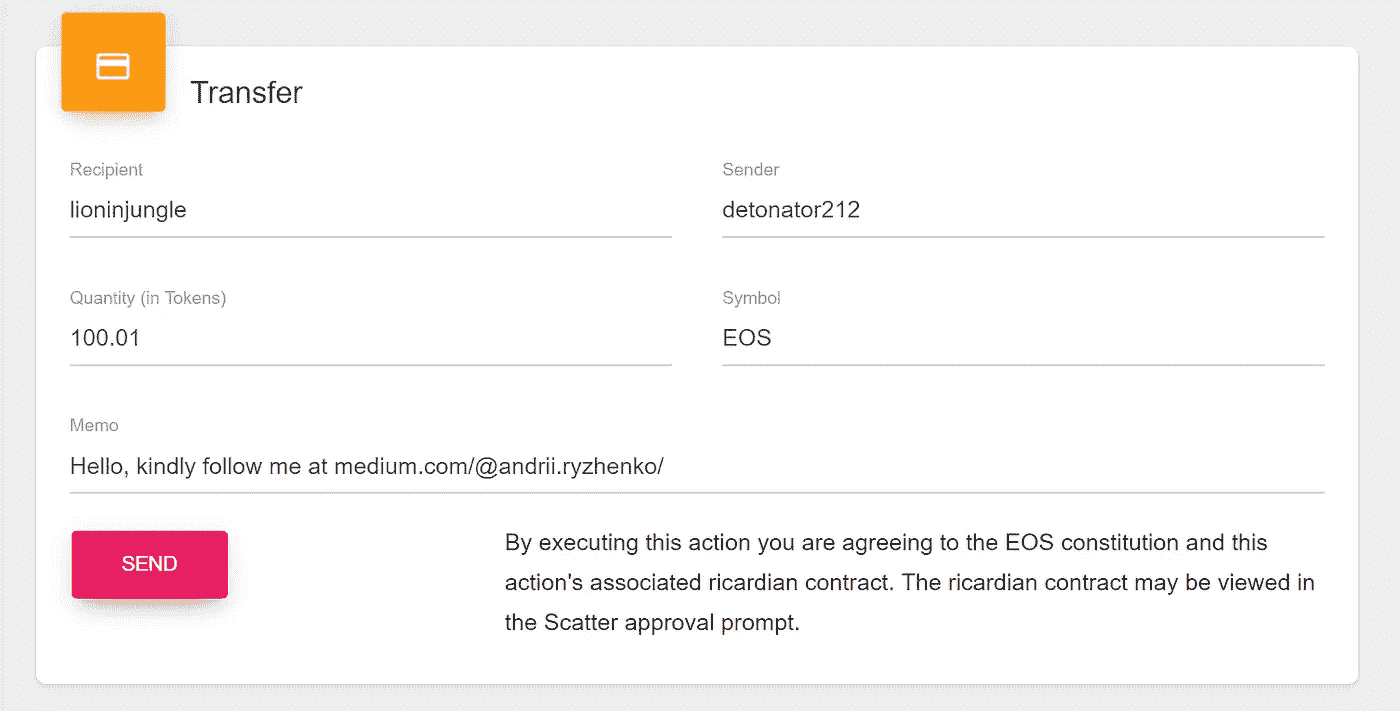 Transfer
Recipient
lioninjungle
Sender
detonator212
Quantity (in Tokens)
100.01
Symbol
EOS
Memo
Hello, kindly follow me at medium.com/@andrii.ryzhenko/
SEND
By executing this action you are agreeing to the EOS constitution and this
action's associated ricardian contract. The ricardian contract may be viewed in
the Scatter approval prompt.